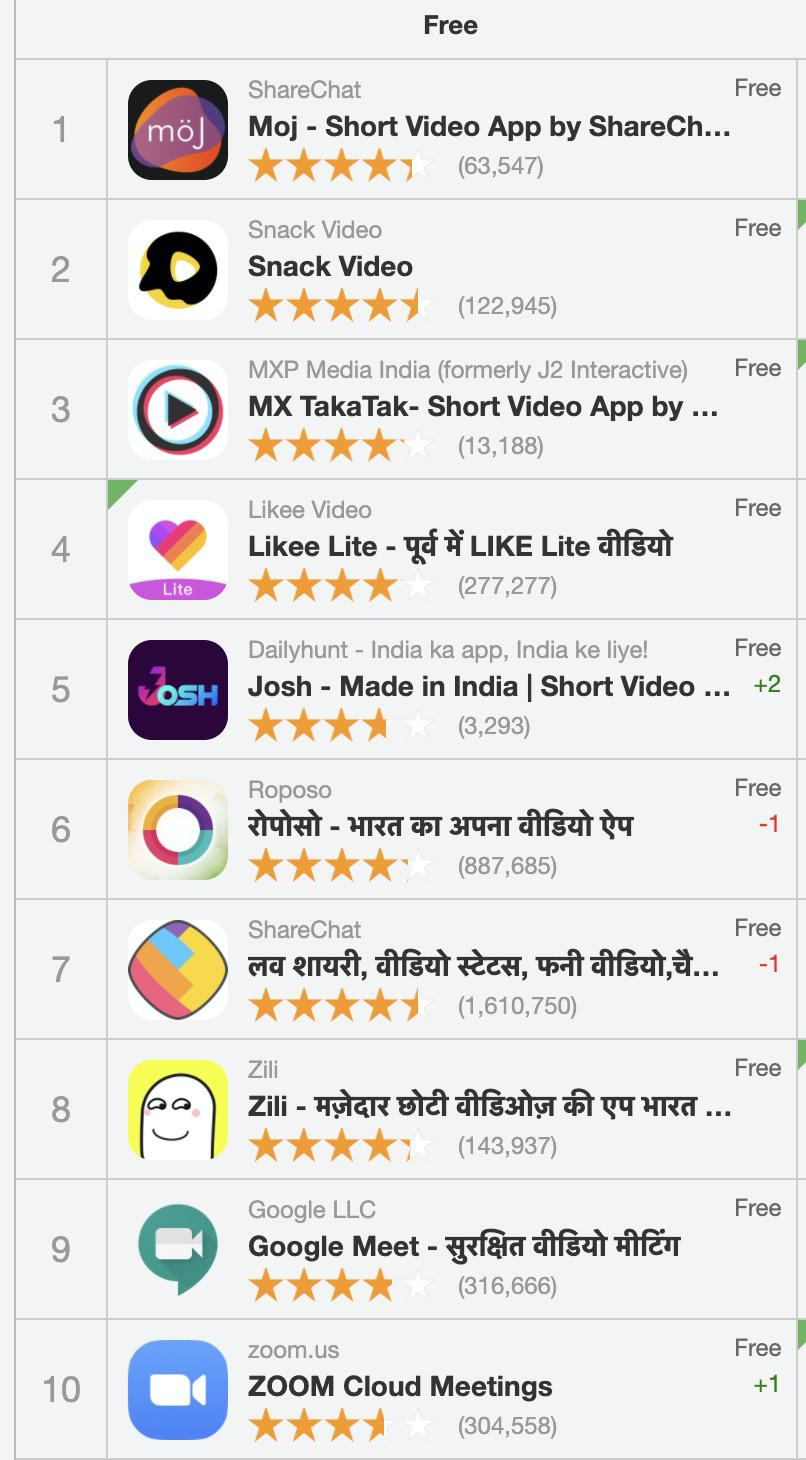 Free
1
möj
ShareChat
Free
Moj - Short Video App by ShareCh...
(63,547)
2
Snack Video
Free
Snack Video
(122,945)
3
MXP Media India (formerly J2 Interactive)
Free
MX TakaTak- Short Video App by ...
(13,188)
4
Lite
Likee Video
Free
Likee Lite - पूर्व में LIKE Lite वीडियो
(277,277)
5
JOSH
Dailyhunt - India ka app, India ke liye!
Free
Josh - Made in India | Short Video ...
+2
(3,293)
6
Roposo
Free
रोपोसो - भारत का अपना वीडियो ऐप
-1
(887,685)
7
ShareChat
Free
लव शायरी, वीडियो स्टेटस, फनी वीडियो,चै...
-1
(1,610,750)
8
Zili
Free
Zili - मज़ेदार छोटी वीडिओज़ की एप भारत ...
(143,937)
9
Google LLC
Free
Google Meet - सुरक्षित वीडियो मीटिंग
(316,666)
10
zoom.us
Free
ZOOM Cloud Meetings
+1
(304,558)